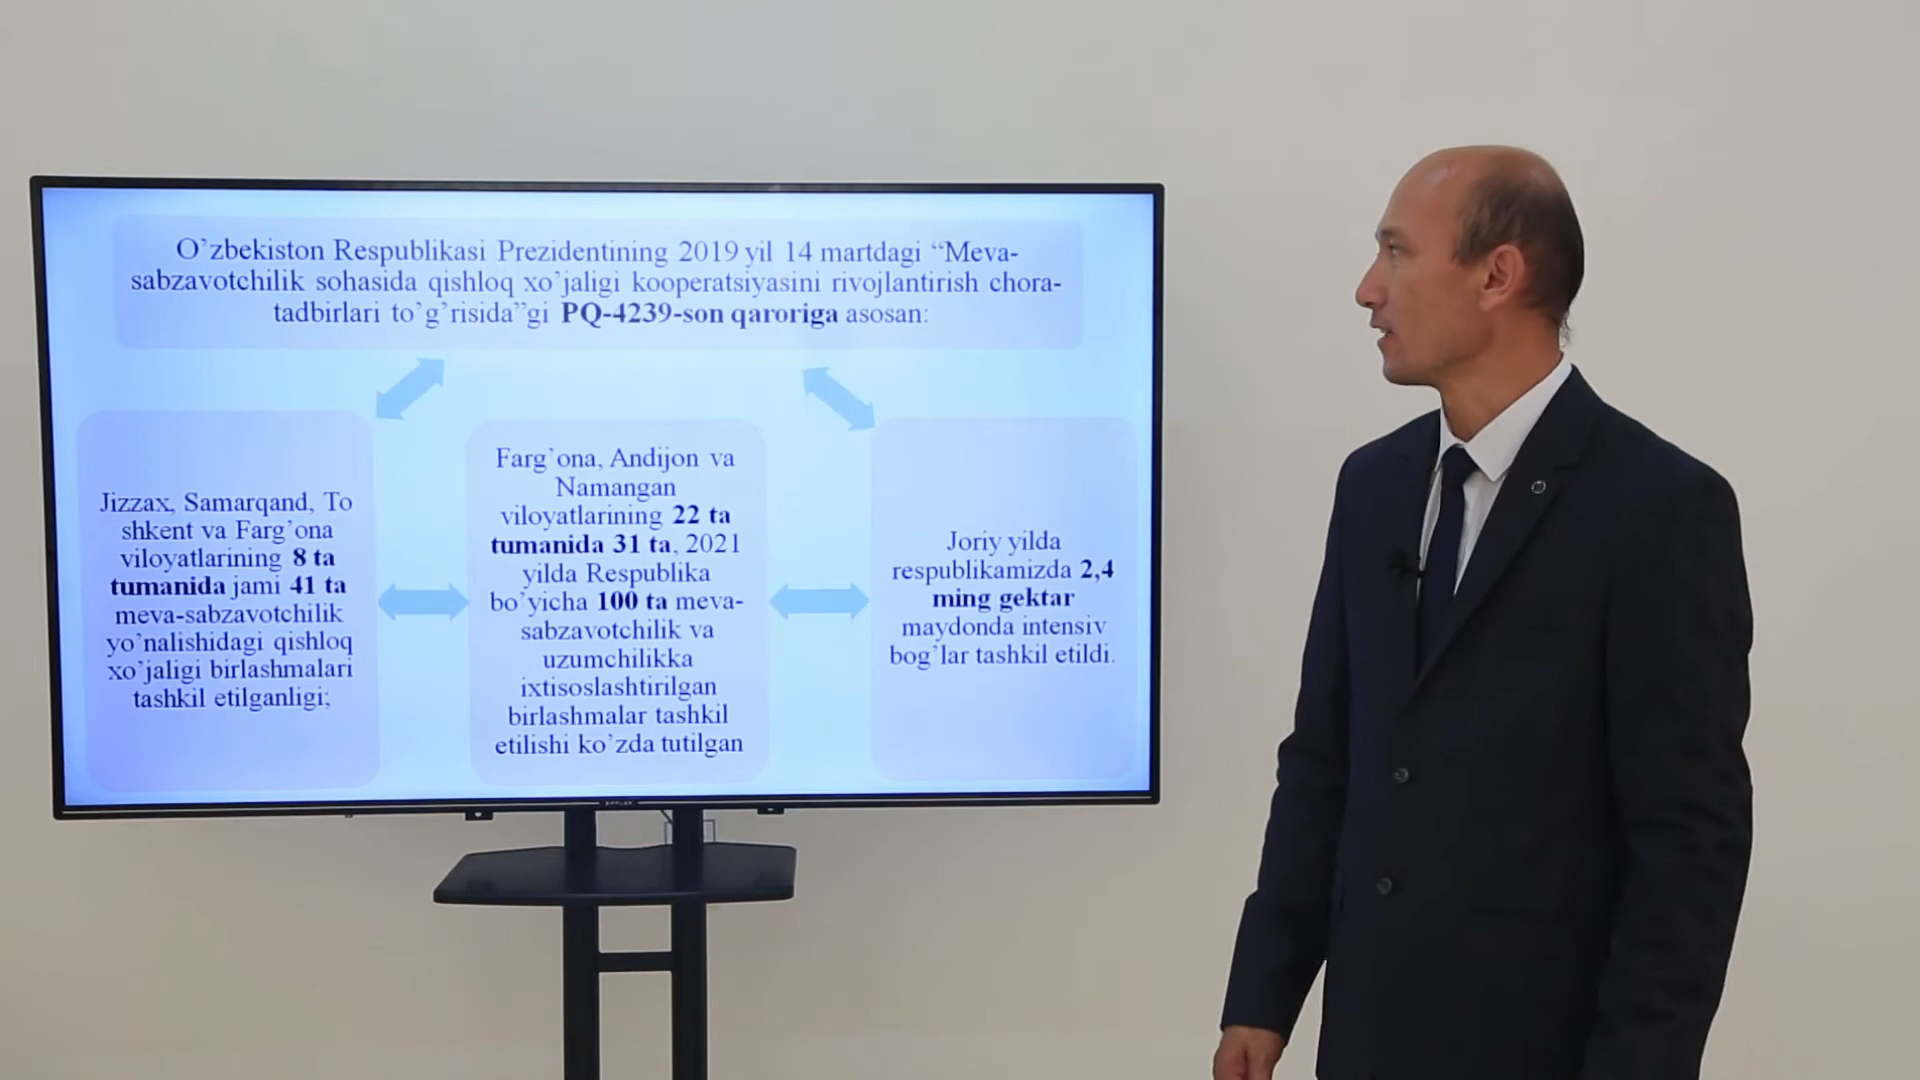 O’zbekiston Respublikasi Prezidentining 2019 yil 14 martdagi “Meva-
sabzavotchilik sohasida qishloq xo’jaligi kooperatsiyasini rivojlantirish chora-
tadbirlari to’g’risida”gi PQ-4239-son qaroriga asosan:
Jizzax, Samarqand, To
shkent va Farg’ona
viloyatlarining 8 ta
tumanida jami 41 ta
meva-sabzavotchilik
yo’nalishidagi qishloq
xo’jaligi birlashmalari
tashkil etilganligi;
Farg’ona, Andijon va
Namangan
viloyatlarining 22 ta
tumanida 31 ta, 2021
yilda Respublika
bo’yicha 100 ta meva-
sabzavotchilik va
uzumchilikka
ixtisoslashtirilgan
birlashmalar tashkil
etilishi ko’zda tutilgan
Joriy yilda
respublikamizda 2,4
ming gektar
maydonda intensiv
bog’lar tashkil etildi.